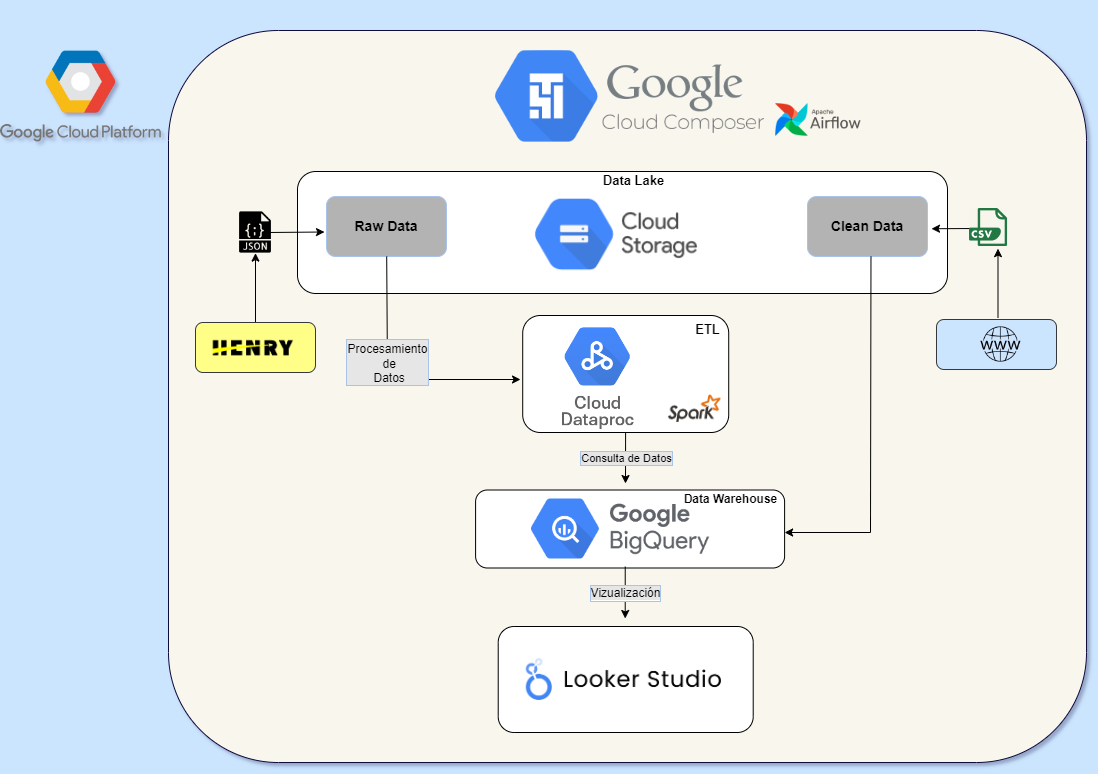 Google Cloud Platform
Google
Cloud Composer
Apache
Airflow
Data Lake
Raw Data
Cloud
Storage
Clean Data
{;}
JSON
CSV
HENRY
WWW
Procesamiento
de
Datos
ETL
Cloud
Dataproc
Spark
Consulta de Datos
Data Warehouse
Google
BigQuery
Vizualización
Looker Studio